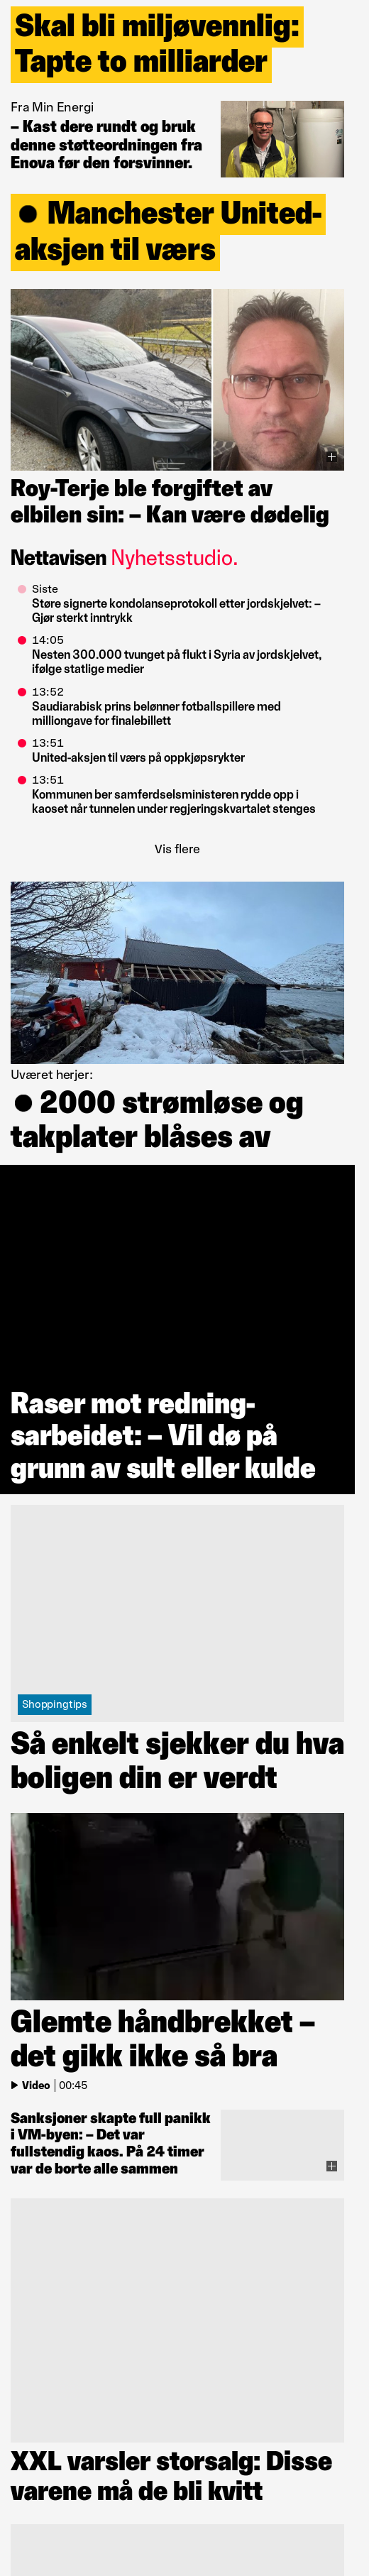 Skal bli miljøvennlig:
Tapte to milliarder
Fra Min Energi
– Kast dere rundt og bruk
denne støtteordningen fra
Enova før den forsvinner.
● Manchester United-
aksjen til værs
Roy-Terje ble forgiftet av
elbilen sin: – Kan være dødelig
Nettavisen Nyhetsstudio.
Siste
Støre signerte kondolanseprotokoll etter jordskjelvet: –
Gjør sterkt inntrykk
14:05
Nesten 300.000 tvunget på flukt i Syria av jordskjelvet,
ifølge statlige medier
13:52
Saudiarabisk prins belønner fotballspillere med
milliongave for finalebillett
13:51
United-aksjen til værs på oppkjøpsrykter
13:51
Kommunen ber samferdselsministeren rydde opp i
kaoset når tunnelen under regjeringskvartalet stenges
Vis flere
Uværet herjer:
● 2000 strømløse og
takplater blåses av
Raser mot redning-
sarbeidet: – Vil dø på
grunn av sult eller kulde
Shoppingtips
Så enkelt sjekker du hva
boligen din er verdt
Glemte håndbrekket –
det gikk ikke så bra
Video | 00:45
Sanksjoner skapte full panikk
i VM-byen: – Det var
fullstendig kaos. På 24 timer
var de borte alle sammen
XXL varsler storsalg: Disse
varene må de bli kvitt